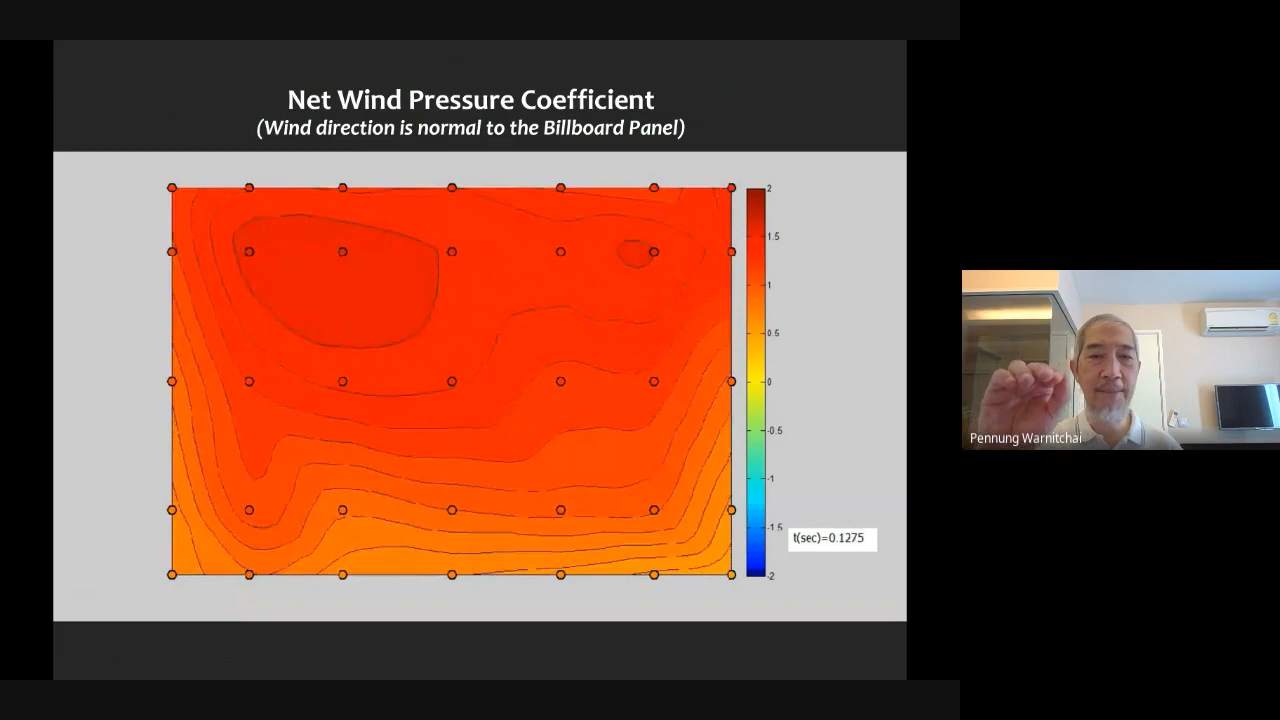 Net Wind Pressure Coefficient
(Wind direction is normal to the Billboard Panel)
2
1.5
1
0.5
0
-0.5
-1
-1.5
-2
t(sec)=0.1275
Pennung Warnitchai